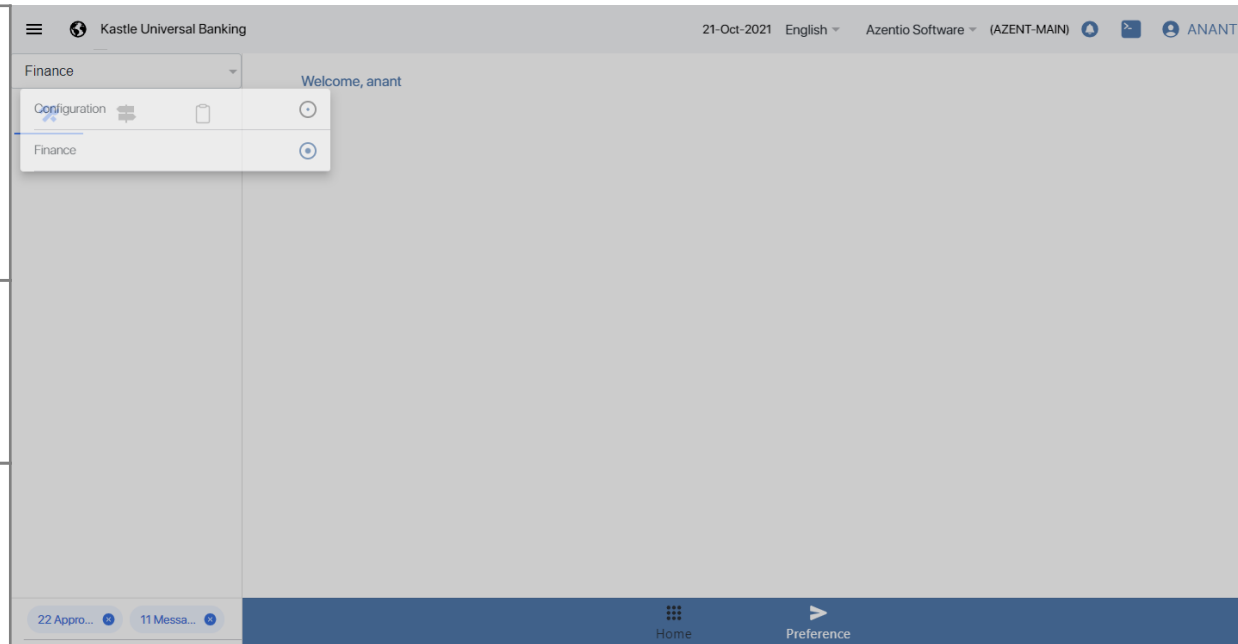 Kastle Universal Banking
21-Oct-2021 English Azentio Software (AZENT-MAIN) ANANT
Finance
Welcome, anant
Configuration
Finance
22 Appro... 11 Messa...
Home Preference